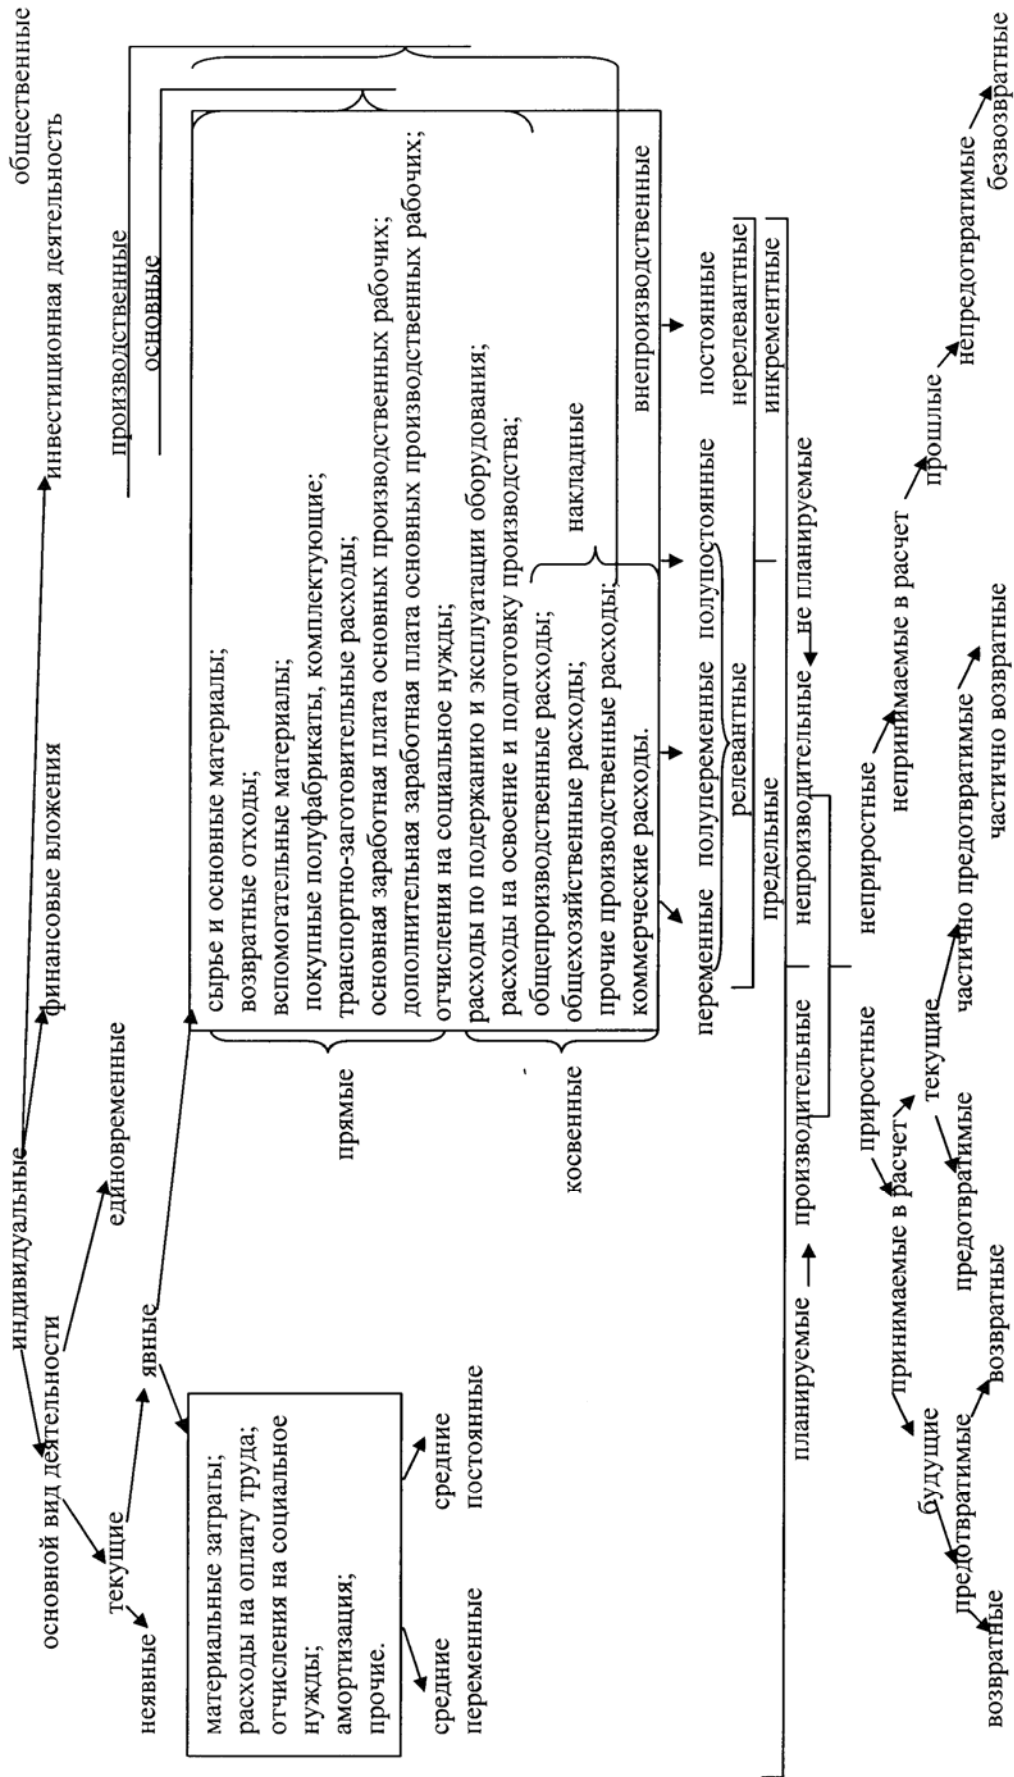 общественные
индивидуальные
основной вид деятельности
финансовые вложения
инвестиционная деятельность
текущие
единовременные
производственные
неявные
явные
основные
материальные затраты;
расходы на оплату труда;
отчисления на социальное
нужды;
амортизация;
прочие.
средние
переменные
средние
постоянные
прямые
косвенные
сырье и основные материалы;
возвратные отходы;
вспомогательные материалы;
покупные полуфабрикаты, комплектующие;
транспортно-заготовительные расходы;
основная заработная плата основных производственных рабочих;
дополнительная заработная плата основных производственных рабочих;
отчисления на социальное нужды;
расходы по подержанию и эксплуатации оборудования;
расходы на освоение и подготовку производства;
общепроизводственные расходы;
общехозяйственные расходы;
прочие производственные расходы;
коммерческие расходы.
накладные
внепроизводственные
переменные
полупеременные
полупостоянные
постоянные
релевантные
нерелевантные
предельные
инкрементные
планируемые
производительные
непроизводительные
не планируемые
приростные
неприростные
принимаемые в расчет
непринимаемые в расчет
будущие
текущие
прошлые
предотвратимые
предотвратимые
частично предотвратимые
непредотвратимые
возвратные
возвратные
частично возвратные
безвозвратные